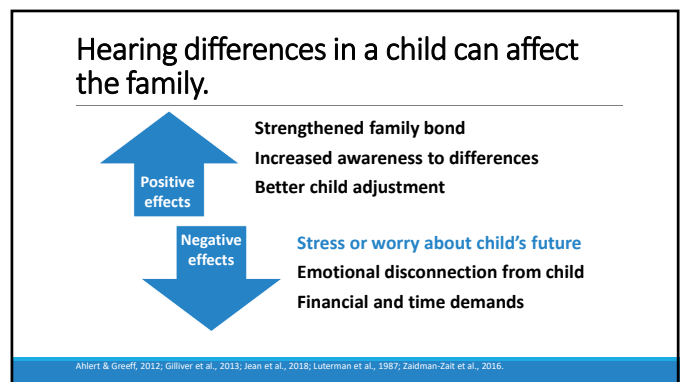 Hearing differences in a child can affect
the family.
Positive
effects
Strengthened family bond
Increased awareness to differences
Better child adjustment
Negative
effects
Stress or worry about child's future
Emotional disconnection from child
Financial and time demands
Ahlert & Greeff, 2012; Gilliver et al., 2013; Jean et al., 2018; Luterman et al., 1987; Zaidman-Zait et al., 2016.